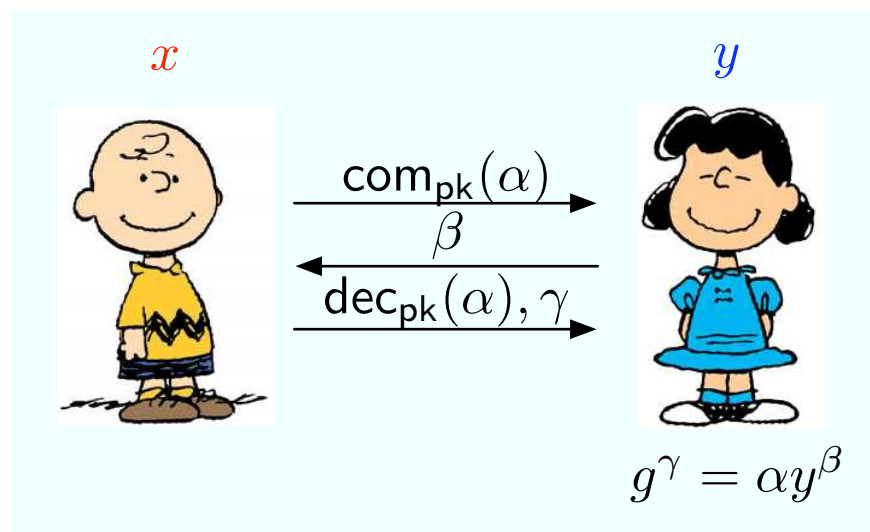 x y
com_pk(α)
β
dec_pk(α), γ
g^γ = αy^β